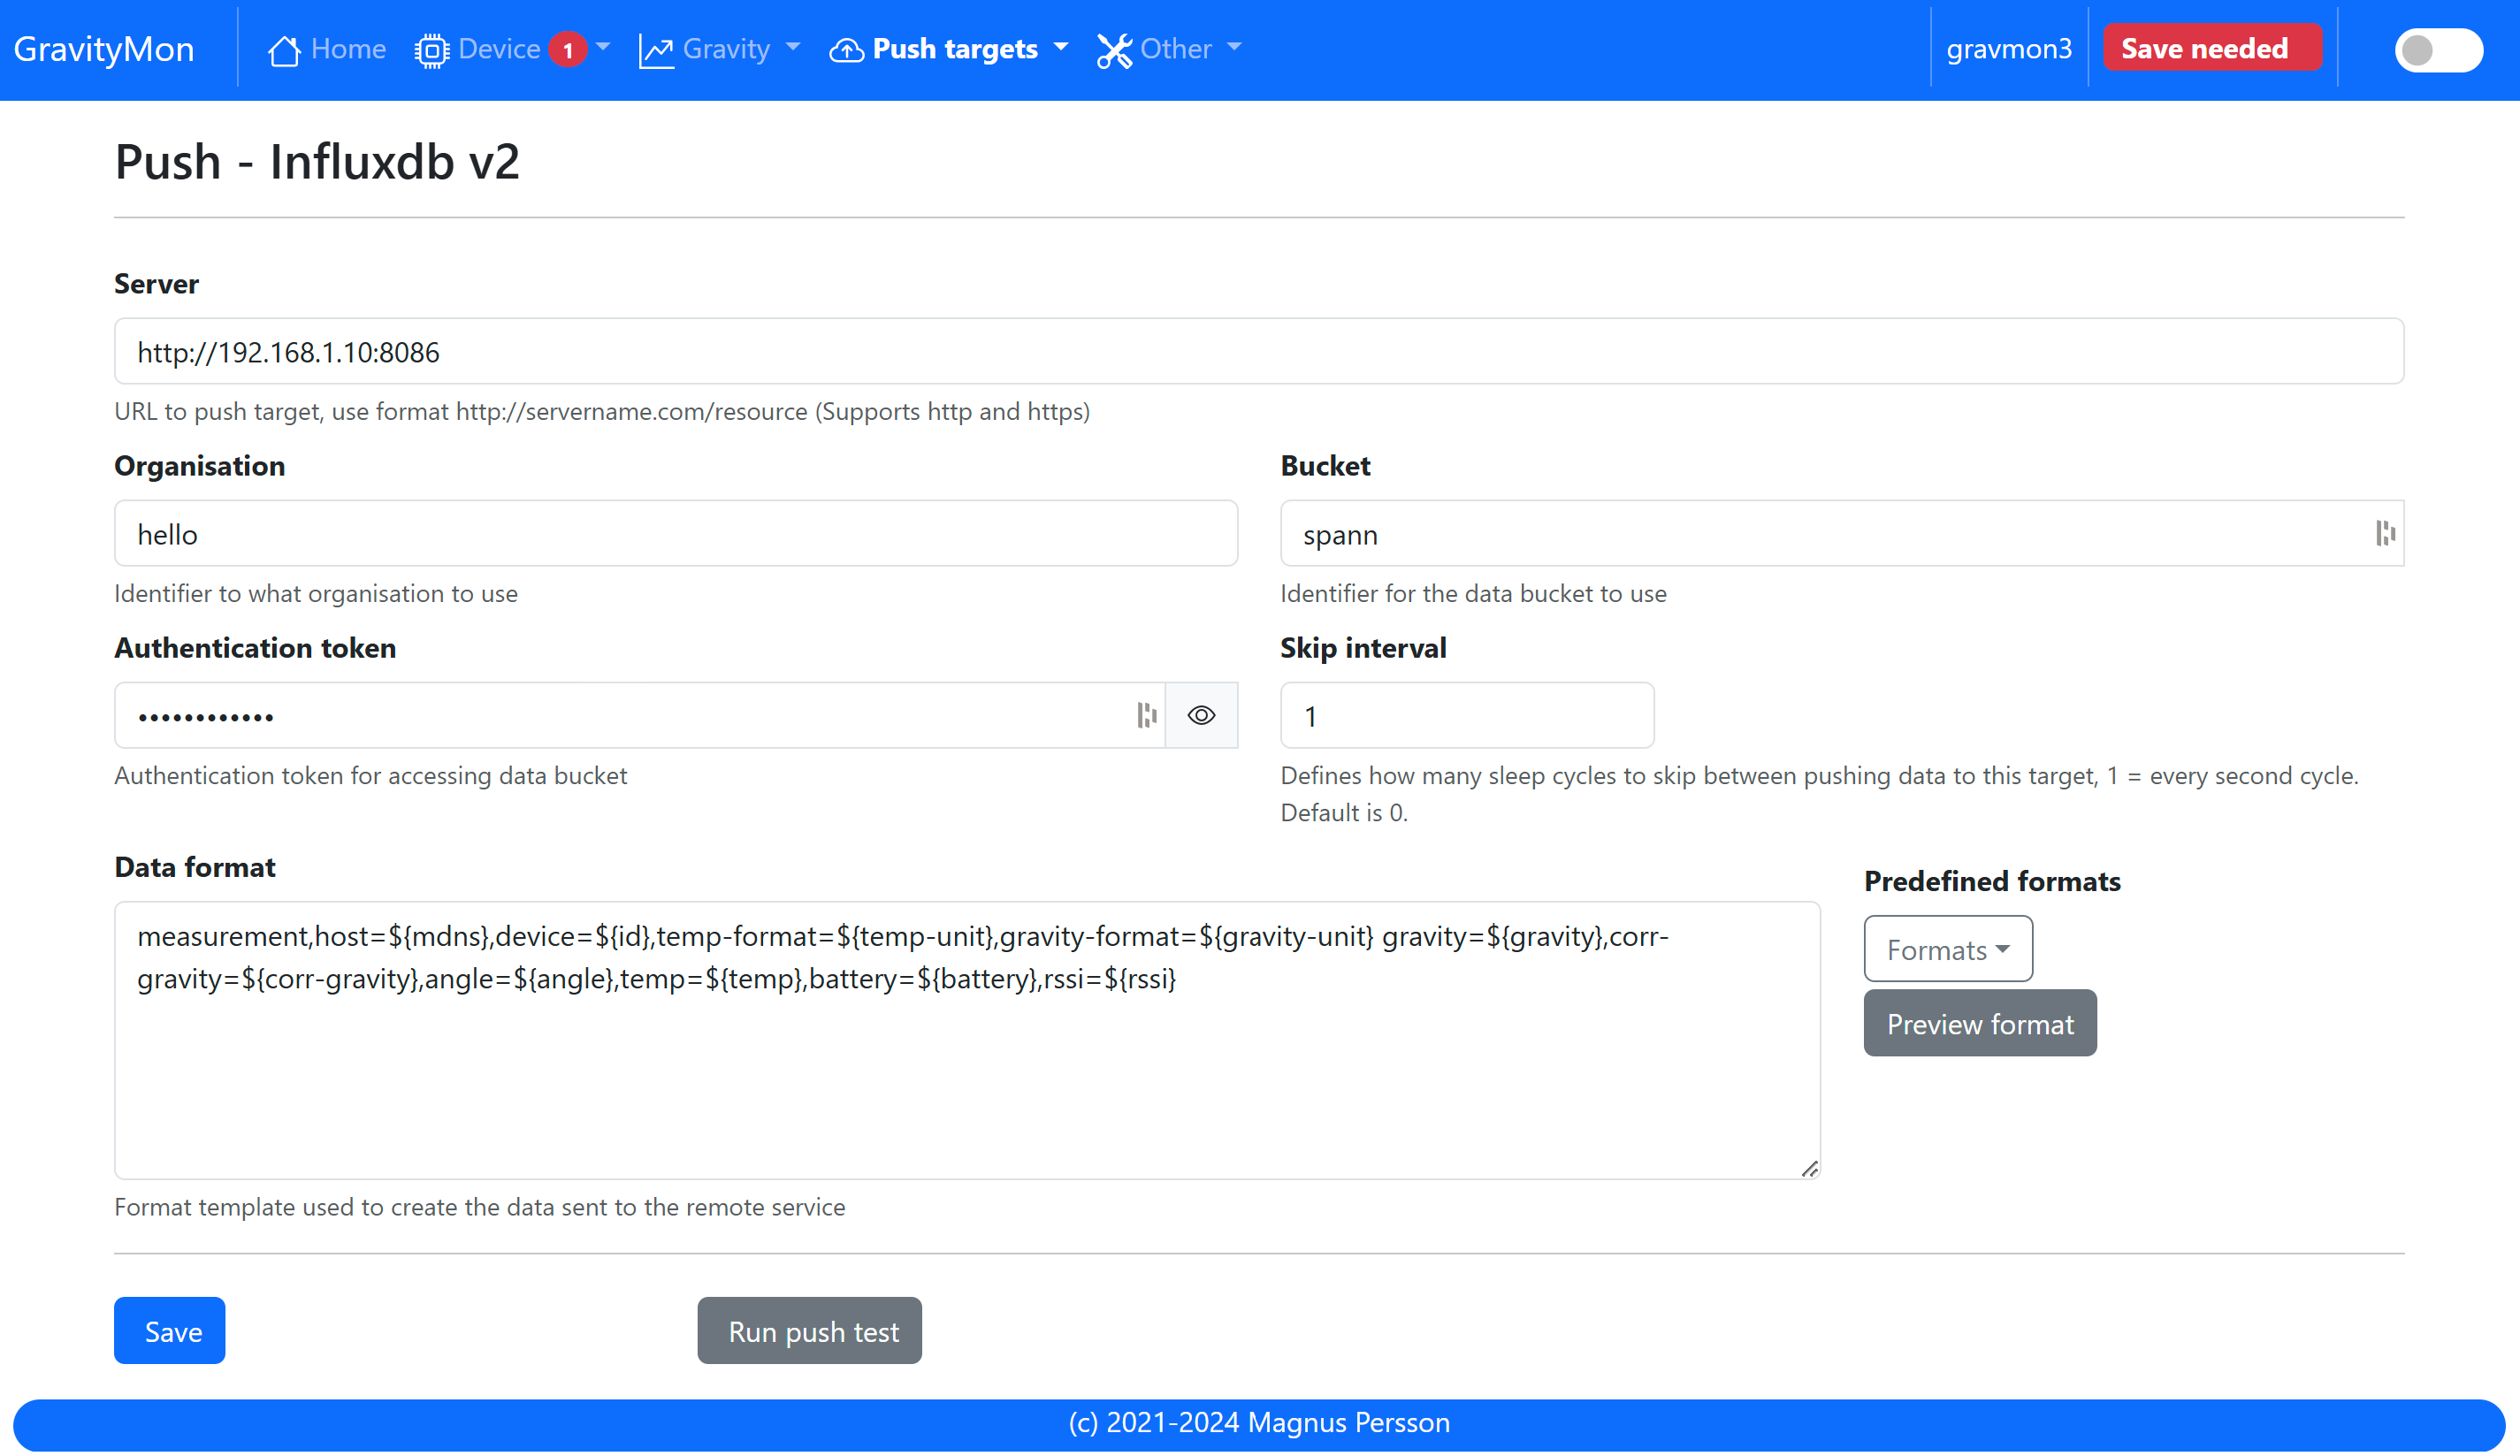 GravityMon
Home
Device 1
Gravity
Push targets
Other
gravmon3
Save needed
Push - Influxdb v2
Server
http://192.168.1.10:8086
URL to push target, use format http://servername.com/resource (Supports http and https)
Organisation
hello
Identifier to what organisation to use
Bucket
spann
Identifier for the data bucket to use
Authentication token
••••••••••••
Authentication token for accessing data bucket
Skip interval
1
Defines how many sleep cycles to skip between pushing data to this target, 1 = every second cycle.
Default is 0.
Data format
measurement,host=${mdns},device=${id},temp-format=${temp-unit},gravity-format=${gravity-unit} gravity=${gravity},corr-
gravity=${corr-gravity},angle=${angle},temp=${temp},battery=${battery},rssi=${rssi}
Format template used to create the data sent to the remote service
Predefined formats
Formats
Preview format
Save
Run push test
(c) 2021-2024 Magnus Persson